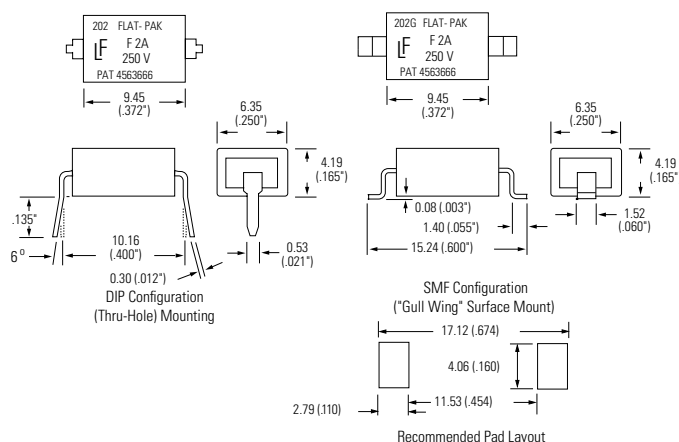 202 FLAT-PAK
LF F 2A
250 V
PAT 4563666
9.45
(.372")
202G FLAT-PAK
LF F 2A
250 V
PAT 4563666
9.45
(.372")
6.35
(.250")
4.19
(.165")
.135"
6°
10.16
(.400")
0.30 (.012")
0.53
(.021")
DIP Configuration
(Thru-Hole) Mounting
6.35
(.250")
4.19
(.165"
0.08 (.003")
1.40 (.055")
15.24 (.600")
1.52
(.060")
SMF Configuration
("Gull Wing" Surface Mount)
17.12 (.674)
4.06 (.160)
2.79 (.110)
11.53 (.454)
Recommended Pad Layout